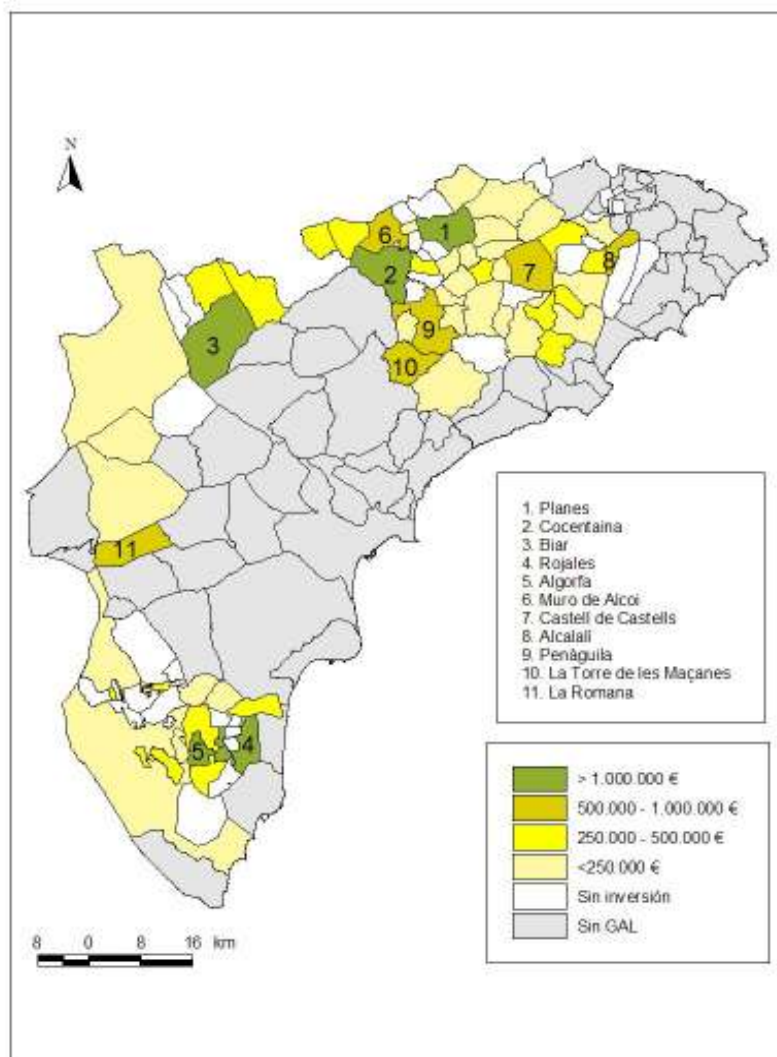 N
1
6
2
7
8
3
9
10
11
5
4
1. Planes
2. Cocentaina
3. Biar
4. Rojales
5. Algorfa
6. Muro de Alcoi
7. Castell de Castells
8. Alcalalí
9. Penàguila
10. La Torre de les Maçanes
11. La Romana
> 1.000.000 €
500.000 - 1.000.000 €
250.000 - 500.000 €
<250.000 €
Sin inversión
Sin GAL
8 0 8 16 km